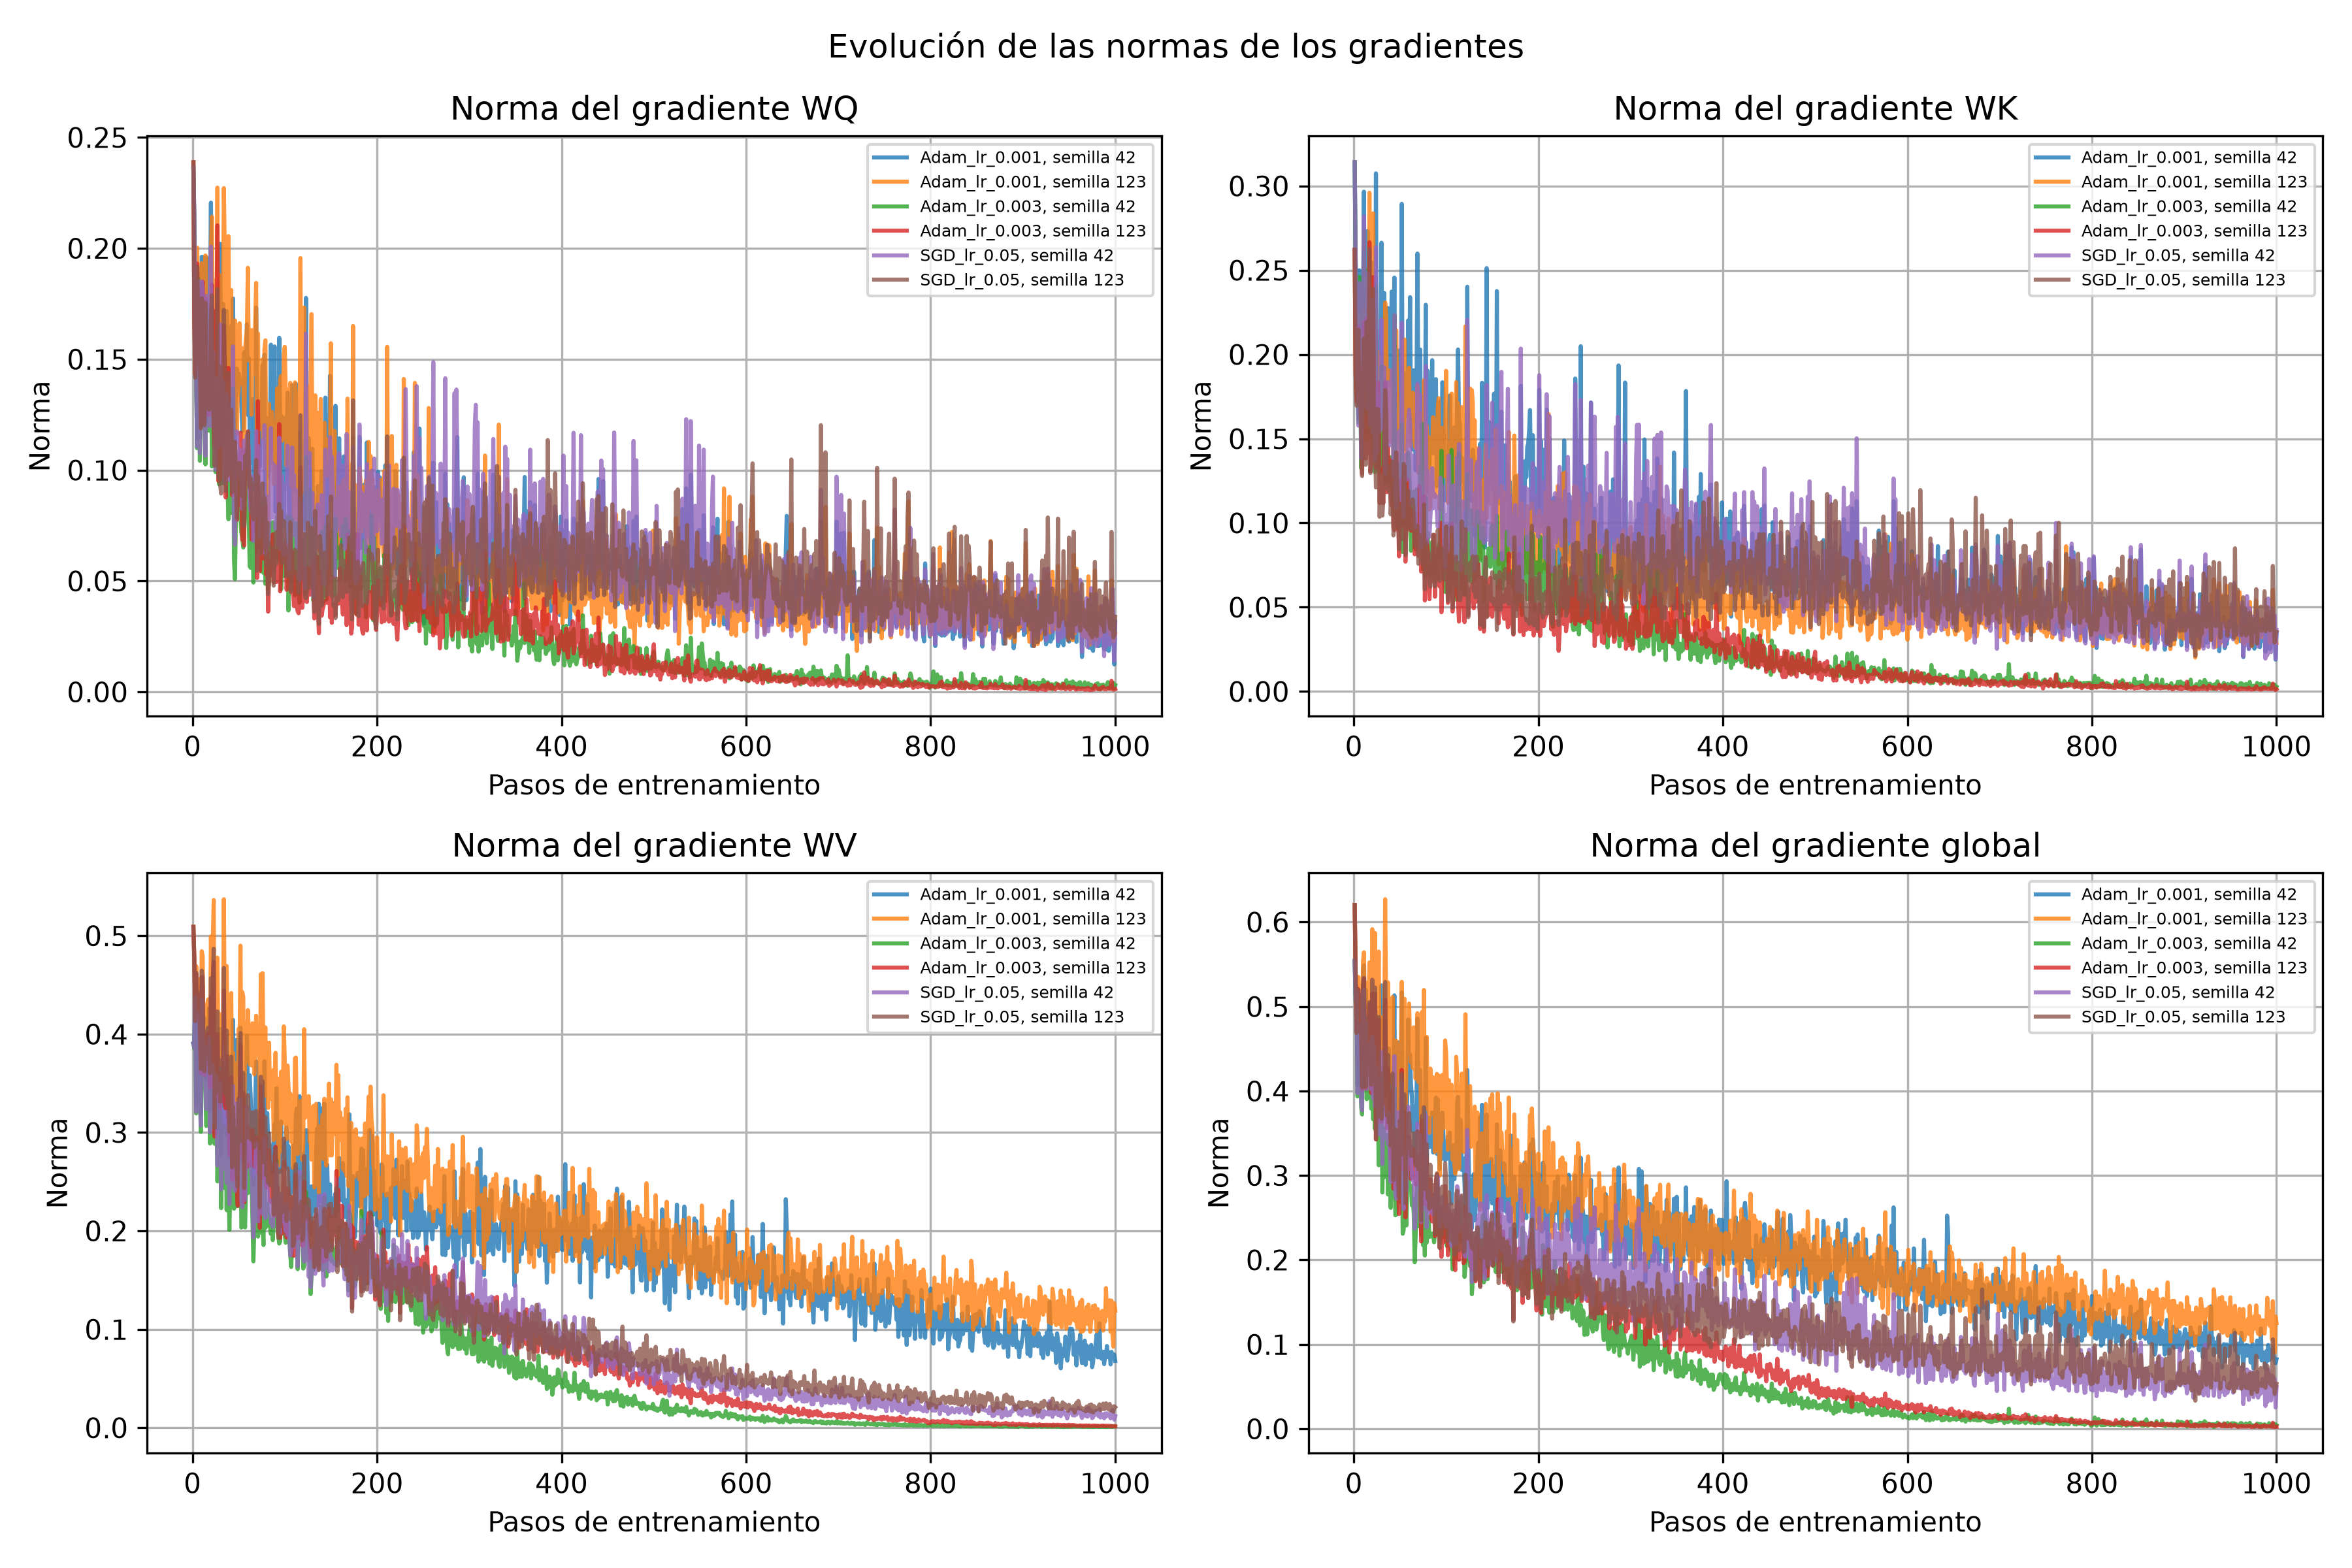 Evolución de las normas de los gradientes
Norma del gradiente WQ
Norma
0.25
0.20
0.15
0.10
0.05
0.00
Adam_lr_0.001, semilla 42
Adam_lr_0.001, semilla 123
Adam_lr_0.003, semilla 42
Adam_lr_0.003, semilla 123
SGD_lr_0.05, semilla 42
SGD_lr_0.05, semilla 123
0 200 400 600 800 1000
Pasos de entrenamiento
Norma del gradiente WK
Norma
0.30
0.25
0.20
0.15
0.10
0.05
0.00
Adam_lr_0.001, semilla 42
Adam_lr_0.001, semilla 123
Adam_lr_0.003, semilla 42
Adam_lr_0.003, semilla 123
SGD_lr_0.05, semilla 42
SGD_lr_0.05, semilla 123
0 200 400 600 800 1000
Pasos de entrenamiento
Norma del gradiente WV
Norma
0.5
0.4
0.3
0.2
0.1
0.0
Adam_lr_0.001, semilla 42
Adam_lr_0.001, semilla 123
Adam_lr_0.003, semilla 42
Adam_lr_0.003, semilla 123
SGD_lr_0.05, semilla 42
SGD_lr_0.05, semilla 123
0 200 400 600 800 1000
Pasos de entrenamiento
Norma del gradiente global
Norma
0.6
0.5
0.4
0.3
0.2
0.1
0.0
Adam_lr_0.001, semilla 42
Adam_lr_0.001, semilla 123
Adam_lr_0.003, semilla 42
Adam_lr_0.003, semilla 123
SGD_lr_0.05, semilla 42
SGD_lr_0.05, semilla 123
0 200 400 600 800 1000
Pasos de entrenamiento